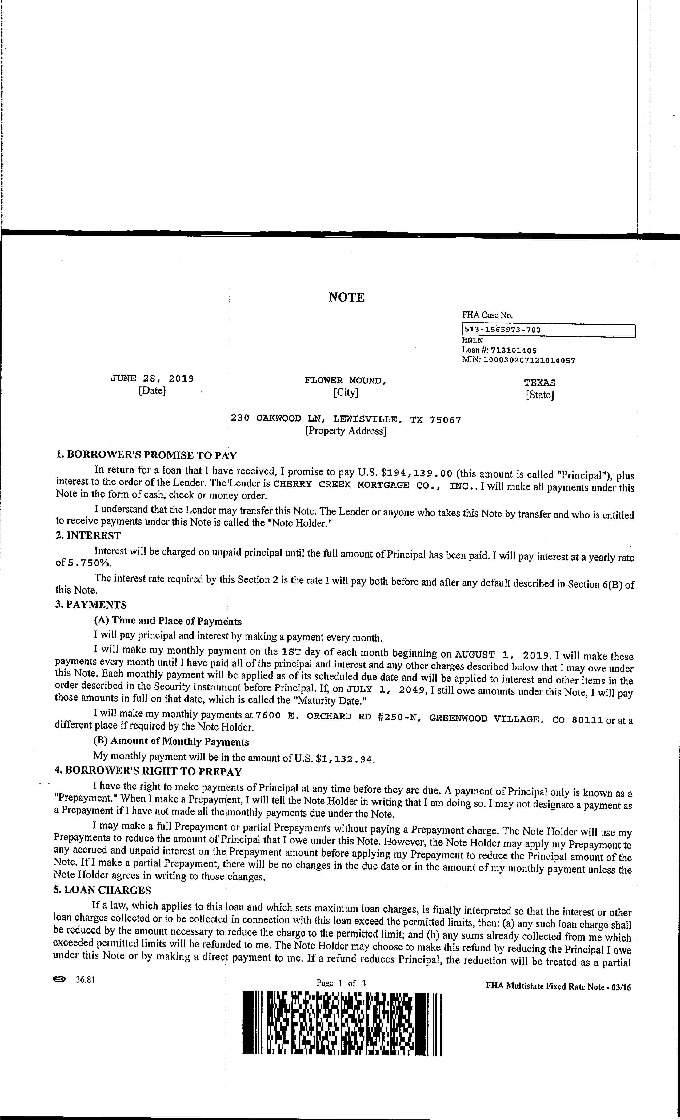 NOTE
FHA Case No.
513-1563973-703
Loan #: 713101405
MIN: 100030207121014057
JUNE 28, 2019 FLOWER MOUND, TEXAS
[Date] [City] [State]
230 OAKWOOD LN, LEWISVILLE, TX 75067
[Property Address]
1. BORROWER'S PROMISE TO PAY
In return for a loan that I have received, I promise to pay U.S. $194,139.00 (this amount is called "Principal"), plus
interest to the order of the Lender. The Lender is CHERRY CREEK MORTGAGE CO., INC.. I will make all payments under this
Note in the form of cash, check or money order.
I understand that the Lender may transfer this Note. The Lender or anyone who takes this Note by transfer and who is entitled
to receive payments under this Note is called the "Note Holder."
2. INTEREST
Interest will be charged on unpaid principal until the full amount of Principal has been paid. I will pay interest at a yearly rate
of 5.750%.
The interest rate required by this Section 2 is the rate I will pay both before and after any default described in Section 6(B) of
this Note.
3. PAYMENTS
(A) Time and Place of Payments
I will pay principal and interest by making a payment every month.
I will make my monthly payment on the 1ST day of each month beginning on AUGUST 1, 2019. I will make these
payments every month until I have paid all of the principal and interest and any other charges described below that I may owe under
this Note. Each monthly payment will be applied as of its scheduled due date and will be applied to interest and other items in the
order described in the Security Instrument before Principal. If, on JULY 1, 2049, I still owe amounts under this Note, I will pay
those amounts in full on that date, which is called the "Maturity Date."
I will make my monthly payments at 7600 E. ORCHARD RD #250-N, GREENWOOD VILLAGE, CO 80111 or at a
different place if required by the Note Holder.
(B) Amount of Monthly Payments
My monthly payment will be in the amount of U.S. $1,132.94.
4. BORROWER'S RIGHT TO PREPAY
I have the right to make payments of Principal at any time before they are due. A payment of Principal only is known as a
"Prepayment." When I make a Prepayment, I will tell the Note Holder in writing that I am doing so. I may not designate a payment as
a Prepayment if I have not made all the monthly payments due under the Note.
I may make a full Prepayment or partial Prepayments without paying a Prepayment charge. The Note Holder will use my
Prepayments to reduce the amount of Principal that I owe under this Note. However, the Note Holder may apply my Prepayment to
any accrued and unpaid interest on the Prepayment amount before applying my Prepayment to reduce the Principal amount of the
Note. If I make a partial Prepayment, there will be no changes in the due date or in the amount of my monthly payment unless the
Note Holder agrees in writing to those changes.
5. LOAN CHARGES
If a law, which applies to this loan and which sets maximum loan charges, is finally interpreted so that the interest or other
loan charges collected or to be collected in connection with this loan exceed the permitted limits, then: (a) any such loan charge shall
be reduced by the amount necessary to reduce the charge to the permitted limit; and (b) any sums already collected from me which
exceeded permitted limits will be refunded to me. The Note Holder may choose to make this refund by reducing the Principal I owe
under this Note or by making a direct payment to me. If a refund reduces Principal, the reduction will be treated as a partial
36.81 Page 1 of 3 FHA Multistate Fixed Rate Note - 03/16